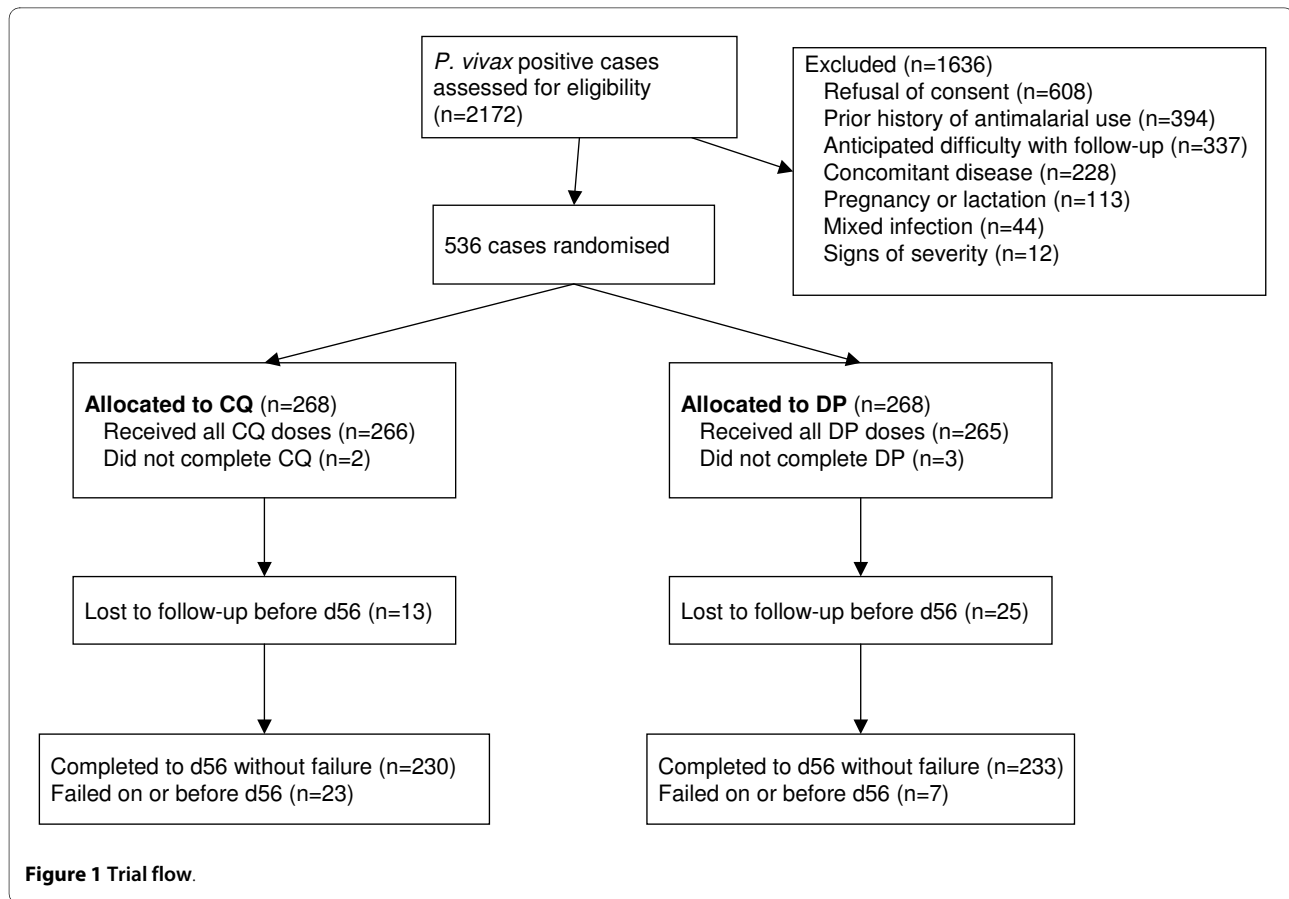 P. vivax positive cases
assessed for eligibility
(n=2172)
Excluded (n=1636)
Refusal of consent (n=608)
Prior history of antimalarial use (n=394)
Anticipated difficulty with follow-up (n=337)
Concomitant disease (n=228)
Pregnancy or lactation (n=113)
Mixed infection (n=44)
Signs of severity (n=12)
536 cases randomised
Allocated to CQ (n=268)
Received all CQ doses (n=266)
Did not complete CQ (n=2)
Allocated to DP (n=268)
Received all DP doses (n=265)
Did not complete DP (n=3)
Lost to follow-up before d56 (n=13)
Lost to follow-up before d56 (n=25)
Completed to d56 without failure (n=230)
Failed on or before d56 (n=23)
Completed to d56 without failure (n=233)
Failed on or before d56 (n=7)
Figure 1 Trial flow.